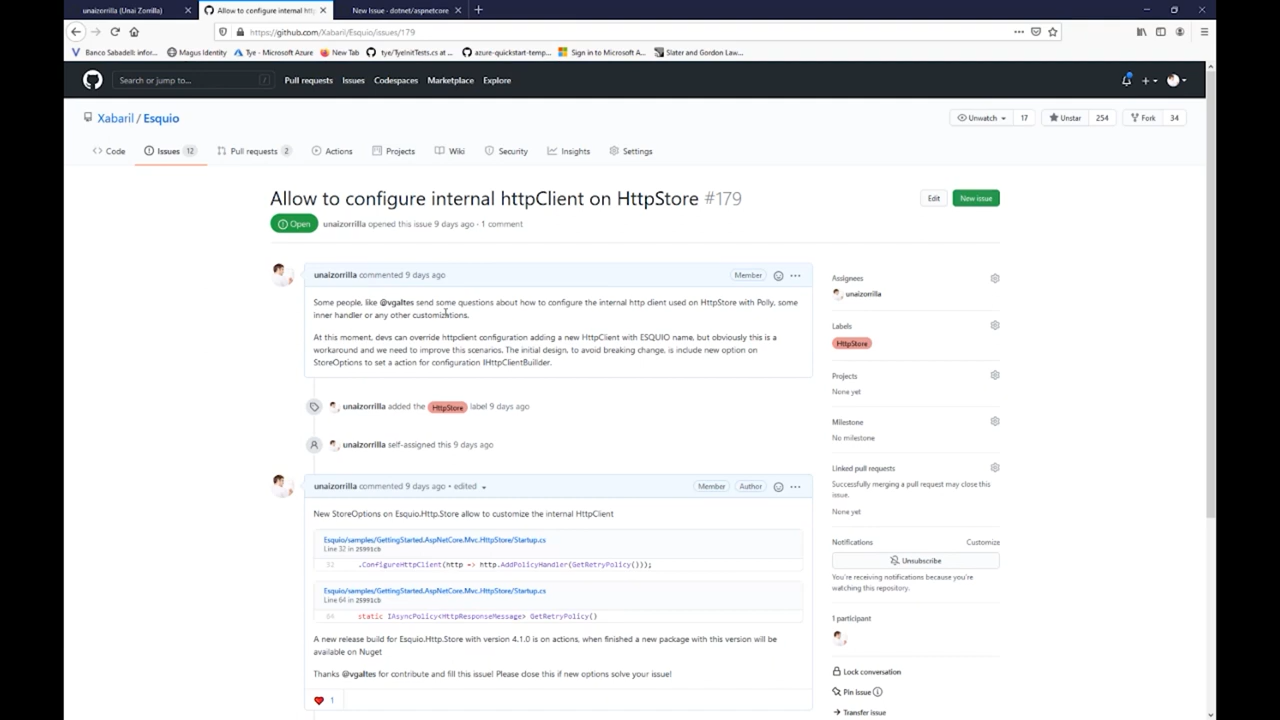 unaizorrilla (Unai Zorrilla)
Allow to configure internal http
New Issue · dotnet/aspnetcore
https://github.com/Xabaril/Esquio/issues/179
Banco Sabadell: infor...
Magus Identity
Tye - Microsoft Azure
New Tab
tye/TyeInitTests.cs at ...
azure-quickstart-temp...
Sign in to Microsoft A...
Slater and Gordon Law...
Search or jump to...
/
Pull requests
Issues
Codespaces
Marketplace
Explore
Xabaril / Esquio
Unwatch
17
Unstar
254
Fork
34
Code
Issues 12
Pull requests 2
Actions
Projects
Wiki
Security
Insights
Settings
Allow to configure internal httpClient on HttpStore #179
Edit
New issue
Open
unaizorrilla opened this issue 9 days ago · 1 comment
unaizorrilla commented 9 days ago
Member
Some people, like @vgaltes send some questions about how to configure the internal http client used on HttpStore with Polly, some
inner handler or any other customizations.
At this moment, devs can override httpclient configuration adding a new HttpClient with ESQUIO name, but obviously this is a
workaround and we need to improve this scenarios. The initial design, to avoid breaking change, is include new option on
StoreOptions to set a action for configuration IHttpClientBuilder.
unaizorrilla added the HttpStore label 9 days ago
unaizorrilla self-assigned this 9 days ago
unaizorrilla commented 9 days ago • edited
Member
Author
New StoreOptions on Esquio.Http.Store allow to customize the internal HttpClient
Esquio/samples/GettingStarted.AspNetCore.Mvc.HttpStore/Startup.cs
Line 32 in 25991cb
32 .ConfigureHttpClient(http => http.AddPolicyHandler(GetRetryPolicy()));
Esquio/samples/GettingStarted.AspNetCore.Mvc.HttpStore/Startup.cs
Line 64 in 25991cb
64 static IAsyncPolicy<HttpResponseMessage> GetRetryPolicy()
A new release build for Esquio.Http.Store with version 4.1.0 is on actions, when finished a new package with this version will be
available on Nuget
Thanks @vgaltes for contribute and fill this issue! Please close this if new options solve your issue!
1
Assignees
unaizorrilla
Labels
HttpStore
Projects
None yet
Milestone
No milestone
Linked pull requests
Successfully merging a pull request may close this
issue.
None yet
Notifications
Customize
Unsubscribe
You're receiving notifications because you're
watching this repository.
1 participant
Lock conversation
Pin issue
Transfer issue